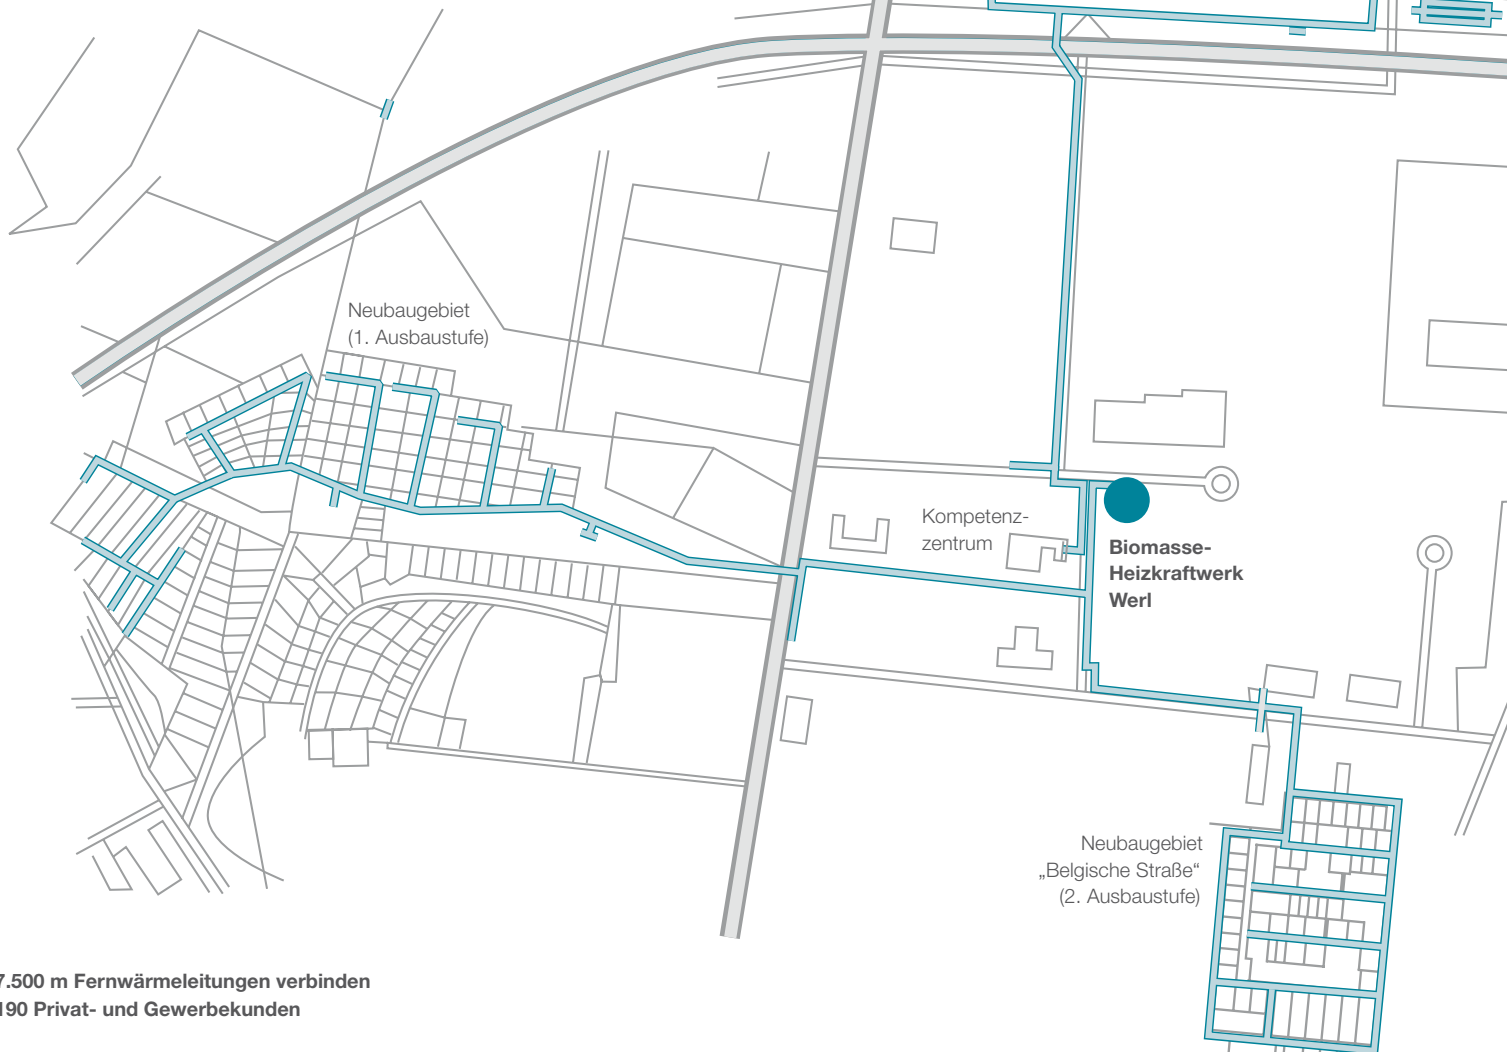 Neubaugebiet
(1. Ausbaustufe)
Kompetenz-
zentrum
Biomasse-
Heizkraftwerk
Werl
Neubaugebiet
„Belgische Straße“
(2. Ausbaustufe)
7.500 m Fernwärmeleitungen verbinden
190 Privat- und Gewerbekunden